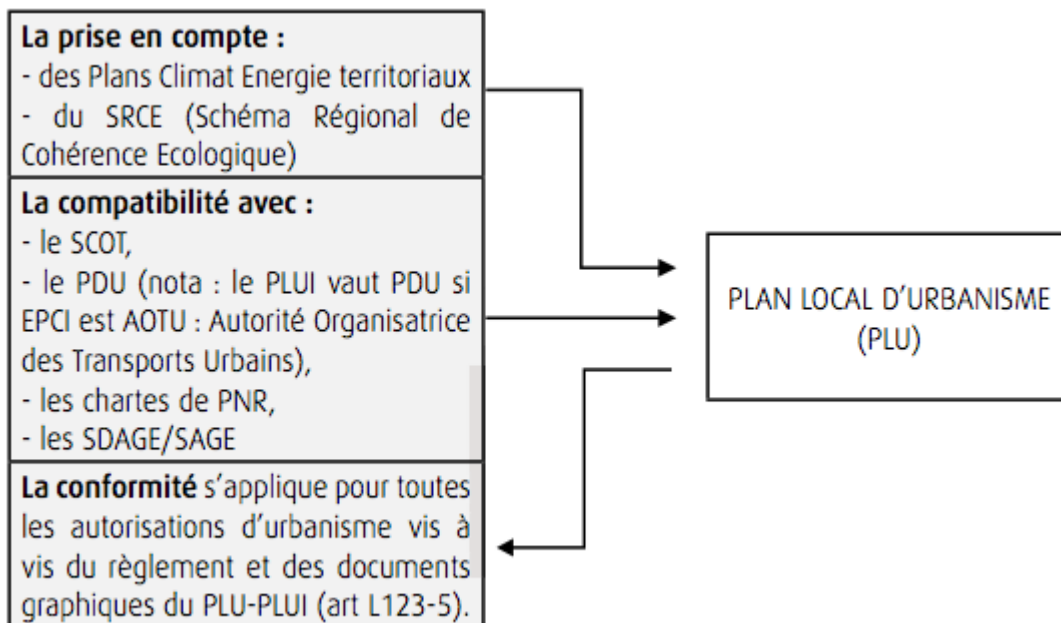 La prise en compte :
- des Plans Climat Energie territoriaux
- du SRCE (Schéma Régional de
Cohérence Ecologique)
La compatibilité avec :
- le SCOT,
- le PDU (nota : le PLUI vaut PDU si
EPCI est AOTU : Autorité Organisatrice
des Transports Urbains),
- les chartes de PNR,
- les SDAGE/SAGE
La conformité s'applique pour toutes
les autorisations d'urbanisme vis à
vis du règlement et des documents
graphiques du PLU-PLUI (art L123-5).
PLAN LOCAL D'URBANISME
(PLU)